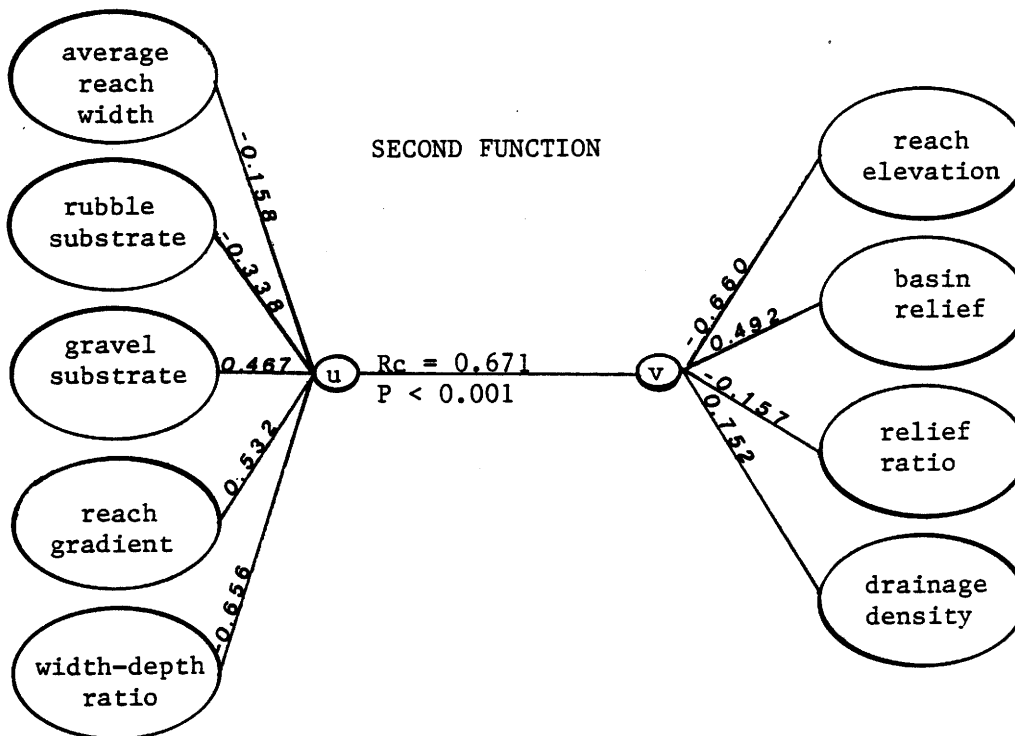 average
reach
width
-0.158
SECOND FUNCTION
rubble
substrate
-0.338
gravel
substrate
0.467
reach
gradient
0.532
width-depth
ratio
-0.656
u
Rc = 0.671
P < 0.001
v
reach
elevation
-0.660
basin
relief
0.492
relief
ratio
-0.157
drainage
density
0.752